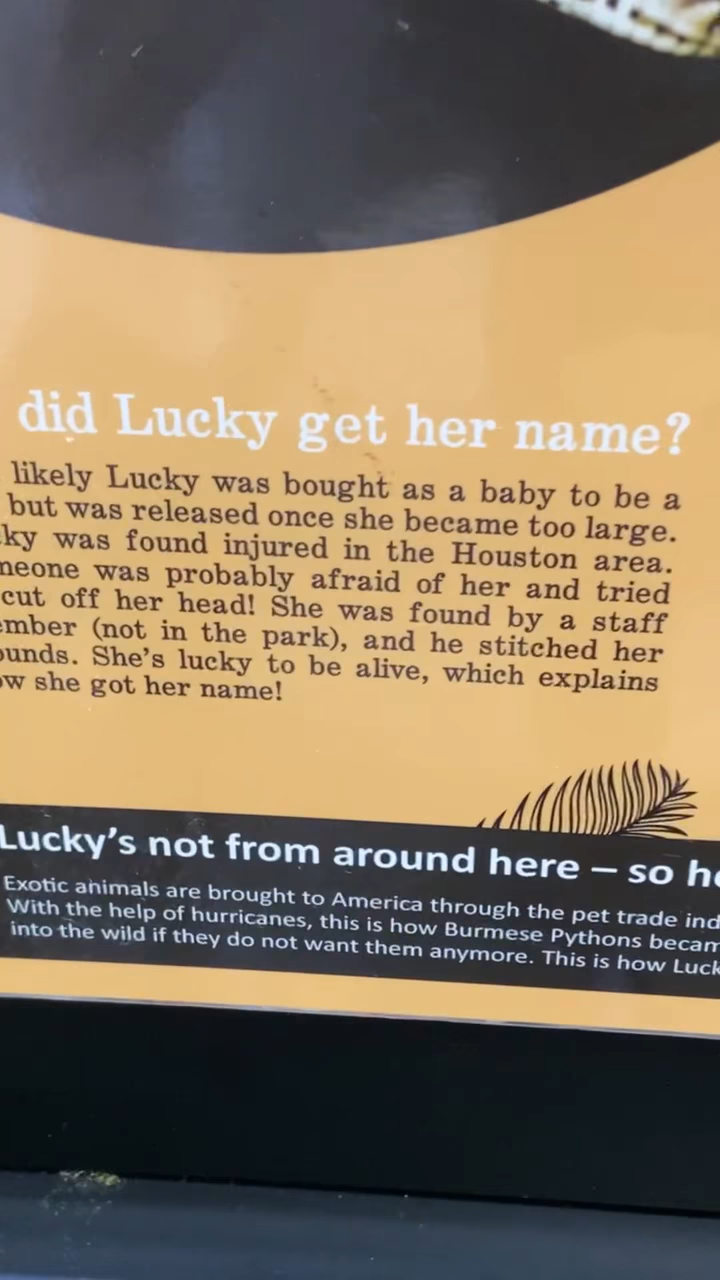 did Lucky get her name?
likely Lucky was bought as a baby to be a
but was released once she became too large.
ky was found injured in the Houston area.
neone was probably afraid of her and tried
cut off her head! She was found by a staff
ember (not in the park), and he stitched her
ounds. She's lucky to be alive, which explains
ow she got her name!
Lucky's not from around here – so h
Exotic animals are brought to America through the pet trade ind
With the help of hurricanes, this is how Burmese Pythons becam
into the wild if they do not want them anymore. This is how Luck